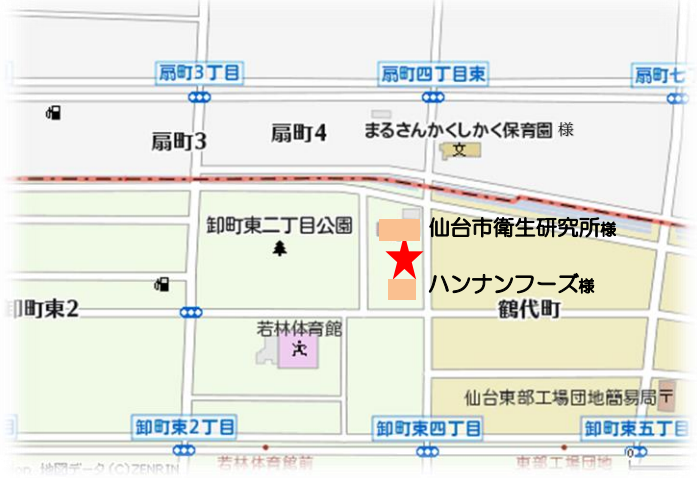 扇町3丁目
扇町四丁目東
扇町七
まるさんかくしかく保育園 様
扇町3
扇町4
文
卸町東二丁目公園
仙台市衛生研究所様
ハンナンフーズ様
卸町東2
鶴代町
若林体育館
仙台東部工場団地簡易局
〒
卸町東2丁目
卸町東四丁目
卸町東五丁目
若林体育館前
東部工場団地
地図データ(C)ZENRIN